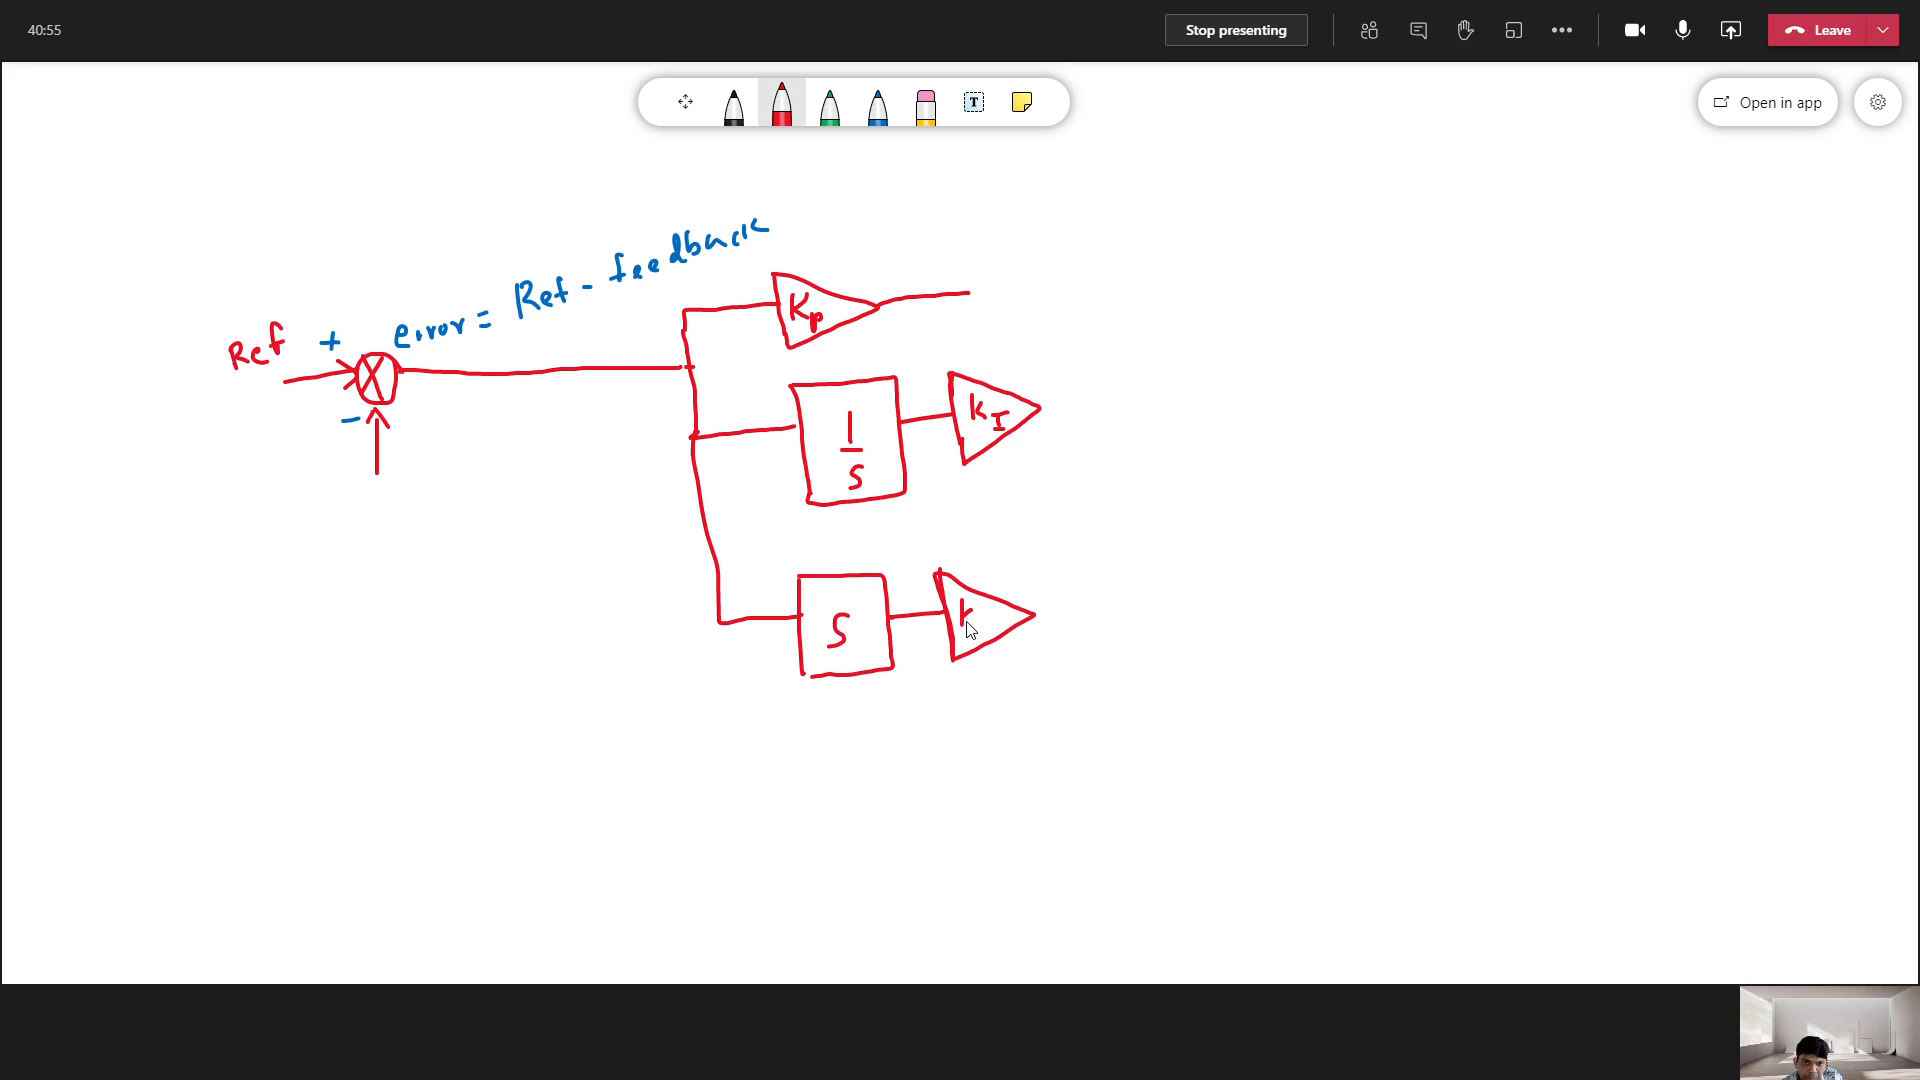 40:55
Stop presenting
Leave
T
Open in app
error = Ref - feedback
Ref +
-
Kp
1
s
KI
S
K